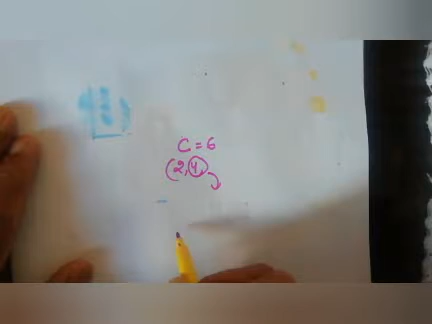 C = 6
(2,4,